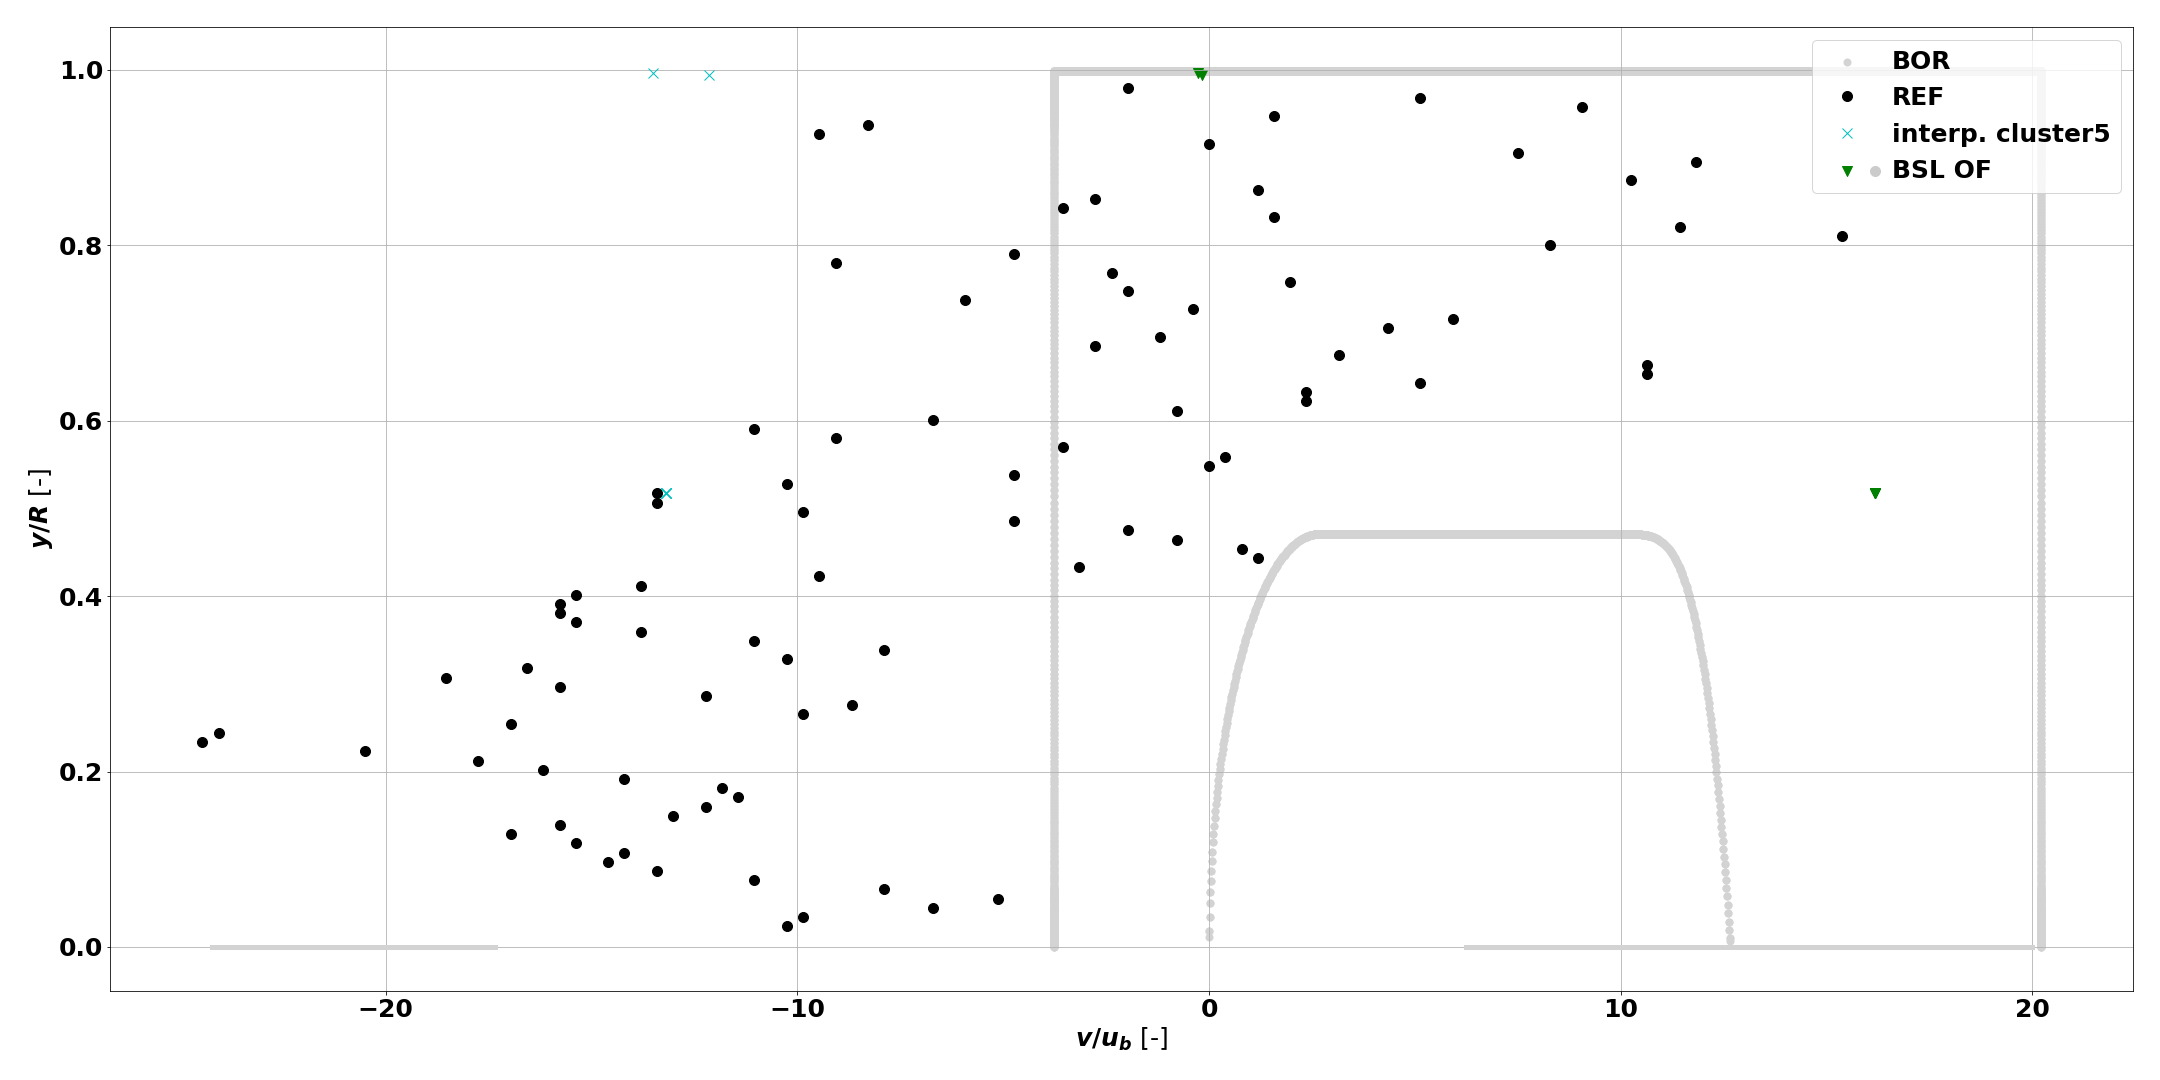 BOR
REF
interp. cluster5
BSL OF
1.0
0.8
0.6
0.4
0.2
0.0
y/R [-]
−20 −10 0 10 20
v/u_b [-]